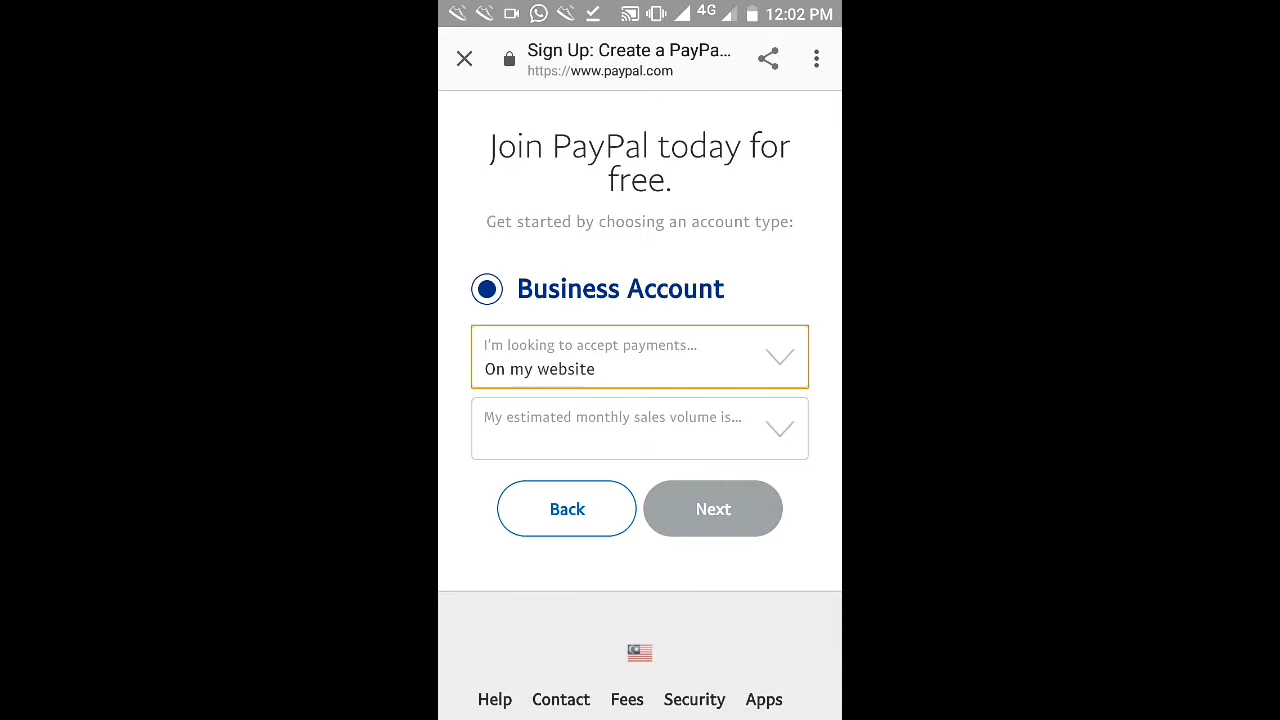 4G 12:02 PM
Sign Up: Create a PayPa...
https://www.paypal.com
Join PayPal today for
free.
Get started by choosing an account type:
Business Account
I'm looking to accept payments...
On my website
My estimated monthly sales volume is...
Back Next
Help Contact Fees Security Apps